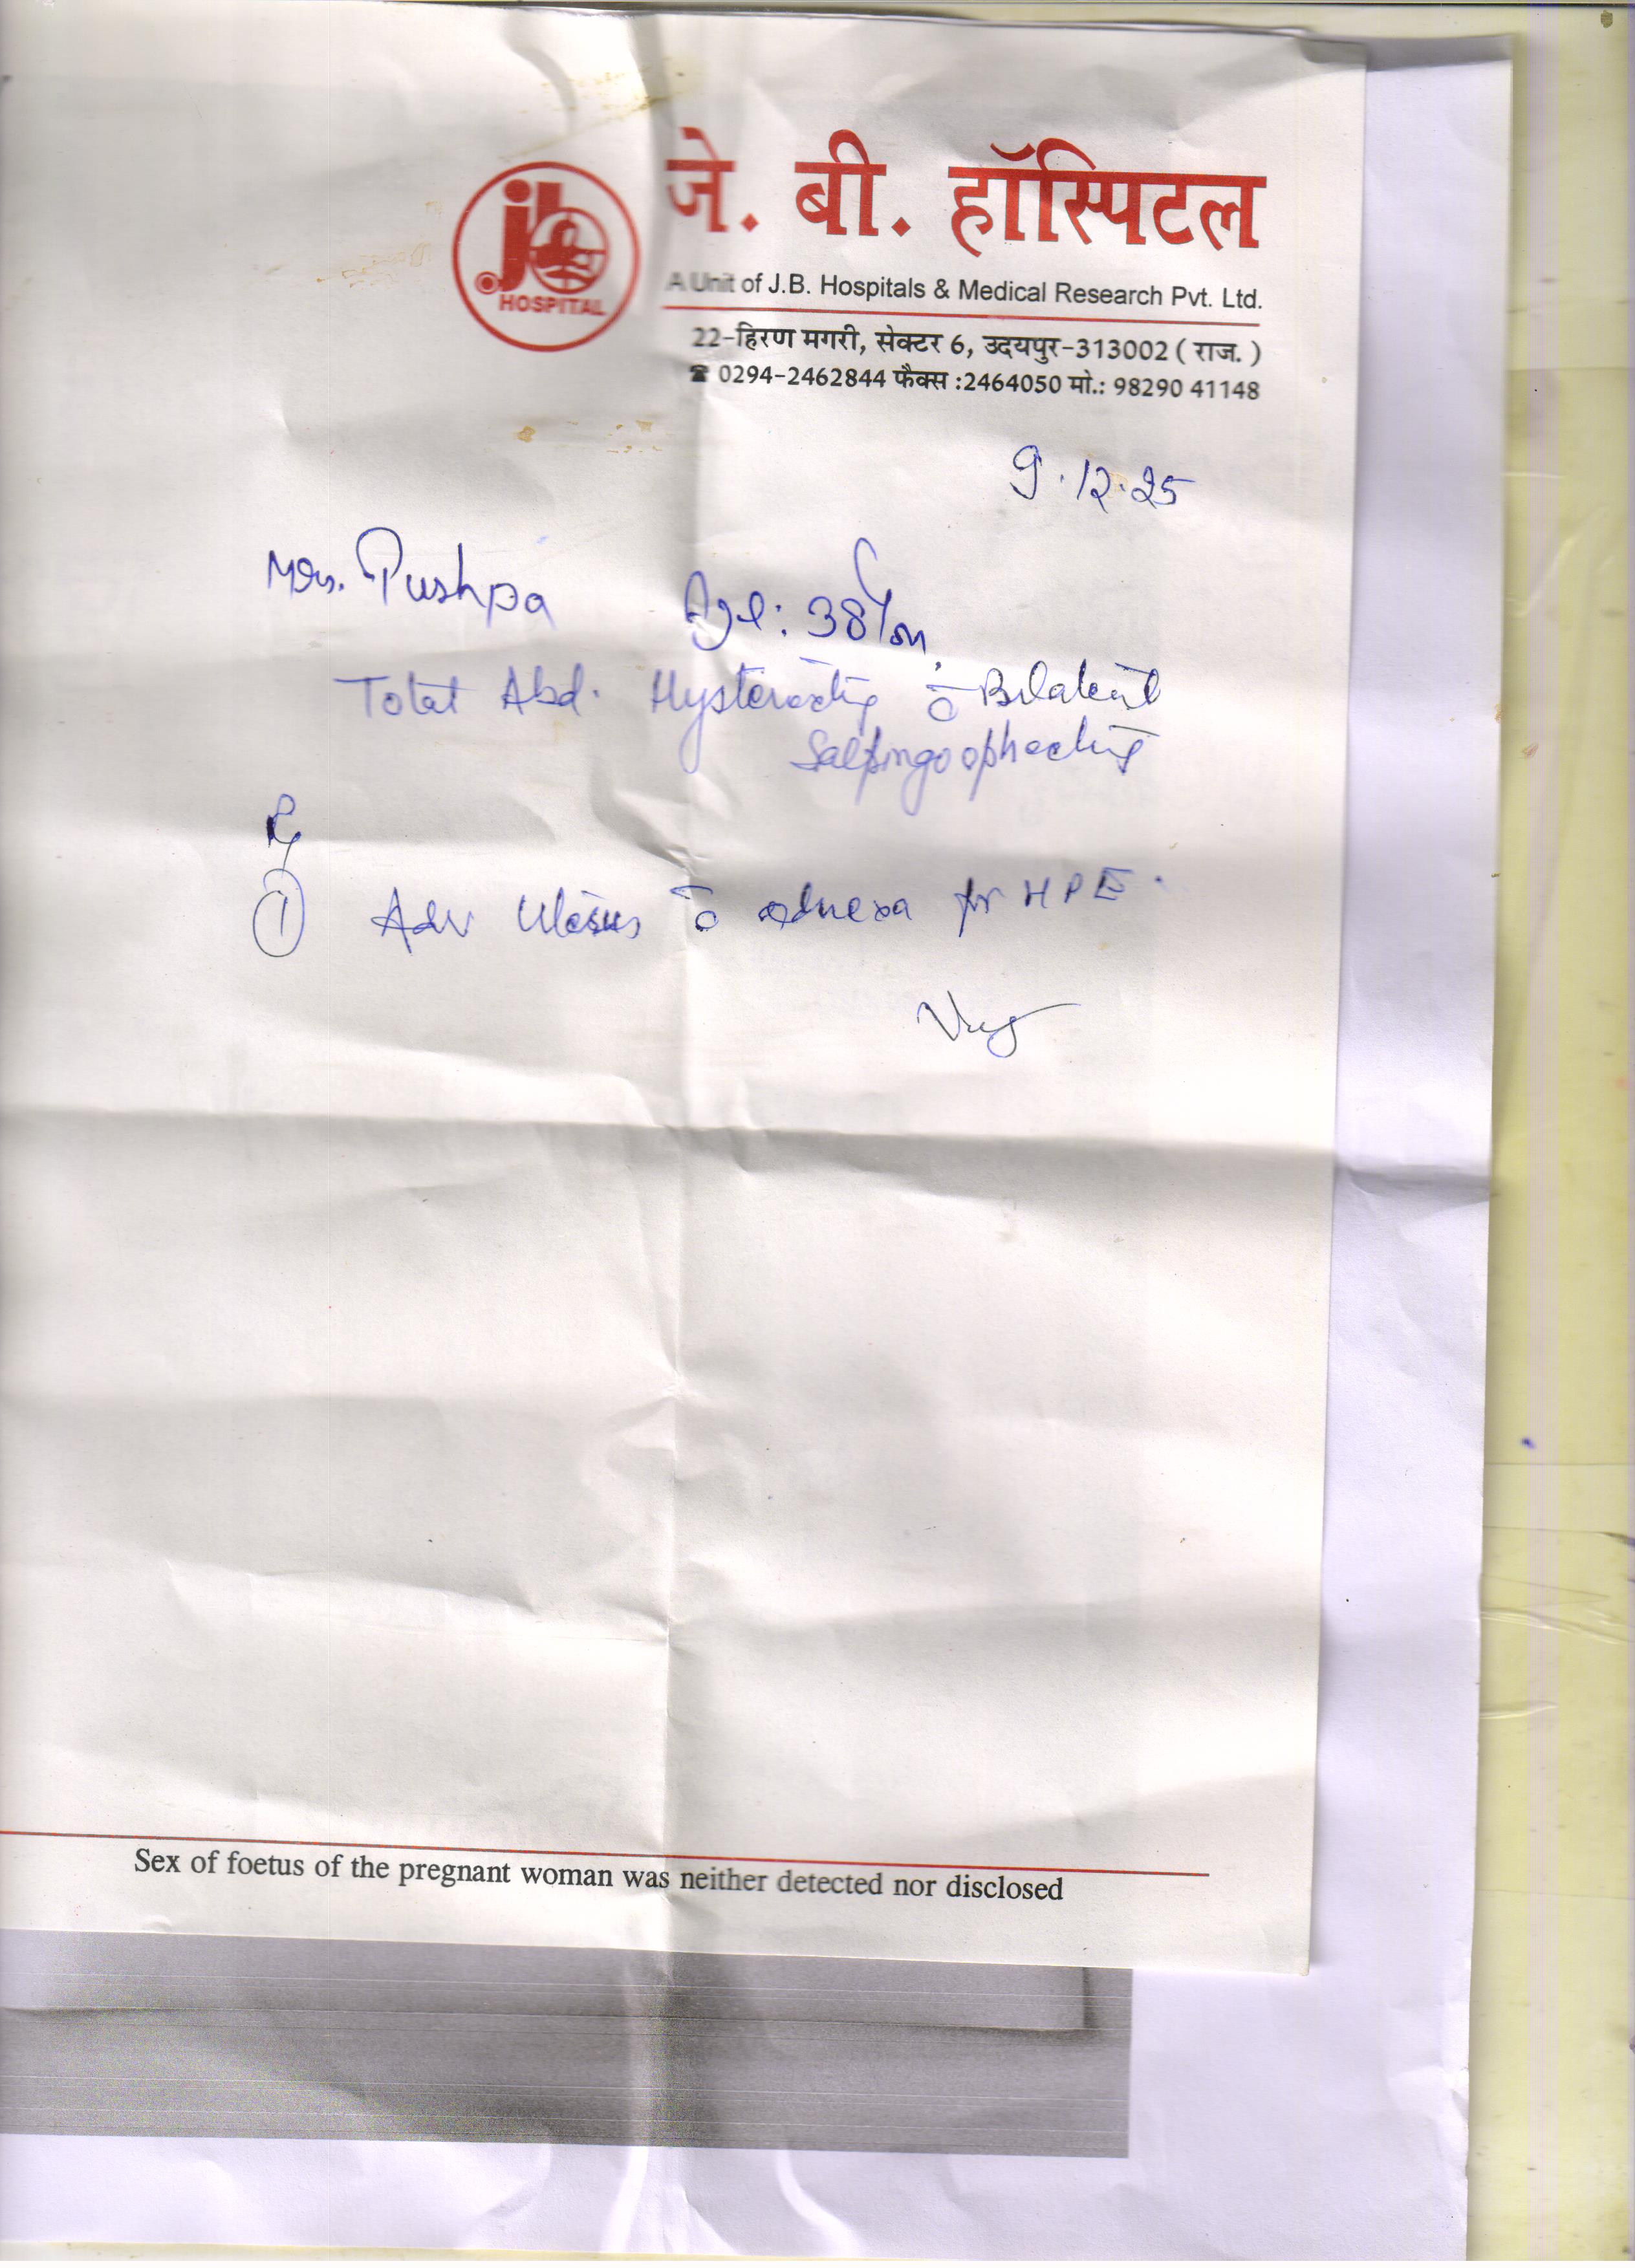 जे. बी. हॉस्पिटल
jb
HOSPITAL
A Unit of J.B. Hospitals & Medical Research Pvt. Ltd.
22-हिरण मगरी, सेक्टर 6, उदयपुर-313002 ( राज. )
☎ 0294-2462844 फैक्स :2464050 मो.: 98290 41148
9.12.25
Mrs. Pushpa Age: 38
Total Abd. Hysterectomy c̄ Bilateral
Salpingoophectomy
Rx
① Adv Uterus c̄ adnexa for HPE.
Sex of foetus of the pregnant woman was neither detected nor disclosed